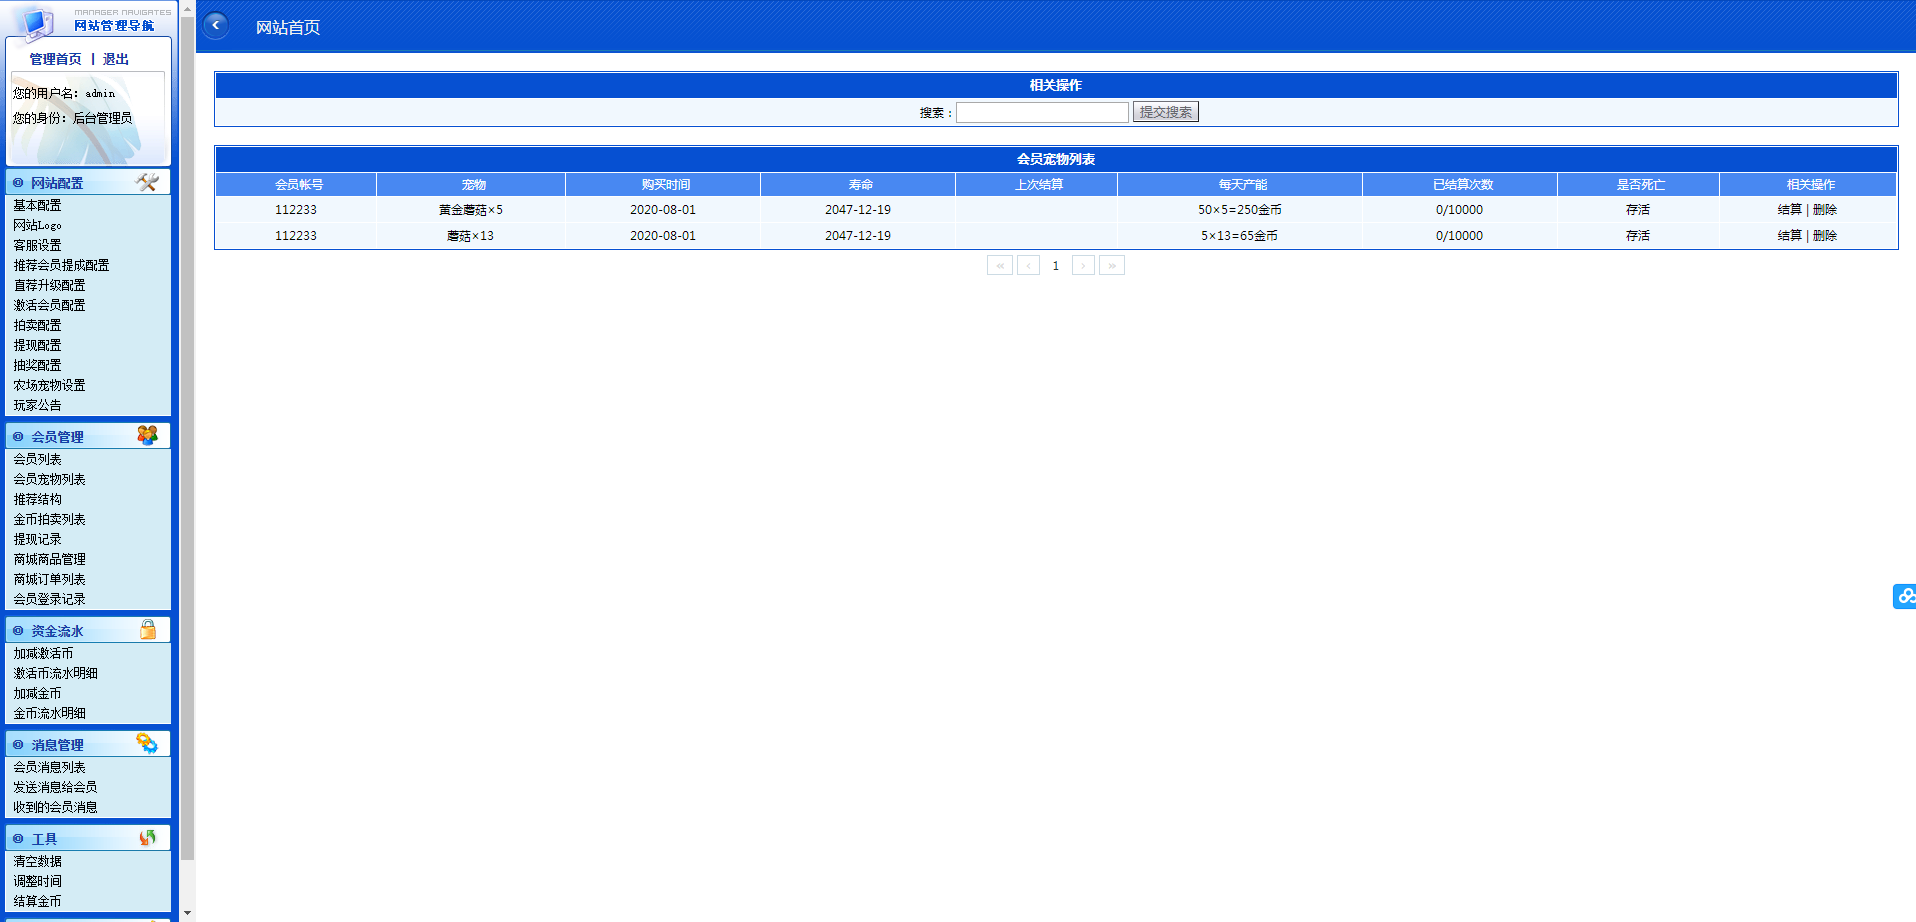 MANAGER NAVIGATES
网站管理导航
管理首页 | 退出
您的用户名: admin
您的身份: 后台管理员
网站配置
基本配置
网站Logo
客服设置
推荐会员提成配置
直荐升级配置
激活会员配置
拍卖配置
提现配置
抽奖配置
农场宠物设置
玩家公告
会员管理
会员列表
会员宠物列表
推荐结构
金币拍卖列表
提现记录
商城商品管理
商城订单列表
会员登录记录
资金流水
加减激活币
激活币流水明细
加减金币
金币流水明细
消息管理
会员消息列表
发送消息给会员
收到的会员消息
工具
清空数据
调整时间
结算金币
网站首页
相关操作
搜索: 提交搜索
会员宠物列表
会员帐号 宠物 购买时间 寿命 上次结算 每天产能 已结算次数 是否死亡 相关操作
112233 黄金蘑菇×5 2020-08-01 2047-12-19 50×5=250金币 0/10000 存活 结算 | 删除
112233 蘑菇×13 2020-08-01 2047-12-19 5×13=65金币 0/10000 存活 结算 | 删除
« ‹ 1 › »